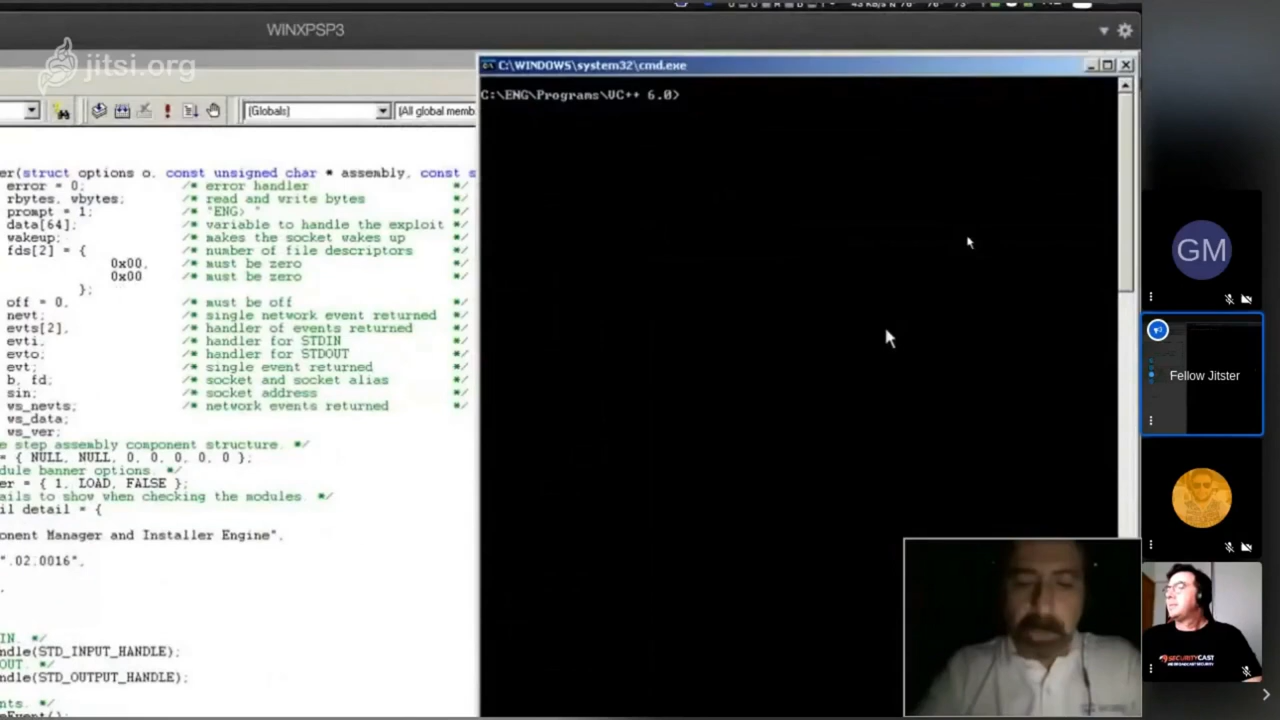 WINXPSP3
jitsi.org
C:\WINDOWS\system32\cmd.exe
C:\ENG\Programs\VC++ 6.0>
(Globals)
(All global memb
er(struct options o, const unsigned char * assembly, const s
error = 0; /* error handler */
rbytes, wbytes; /* read and write bytes */
prompt = 1; /* "ENG> " */
data[64]; /* variable to handle the exploit */
wakeup; /* makes the socket wakes up */
fds[2] = { /* number of file descriptors */
0x00, /* must be zero */
0x00 /* must be zero */
};
off = 0, /* must be off */
nevt; /* single network event returned */
evts[2], /* handler of events returned */
evti, /* handler for STDIN */
evto; /* handler for STDOUT */
evt; /* single event returned */
b, fd; /* socket and socket alias */
sin; /* socket address */
ws_nevts; /* network events returned */
ws_data;
ws_ver;
e step assembly component structure. */
= { NULL, NULL, 0, 0, 0, 0, 0 };
dule banner options. */
er = { 1, LOAD, FALSE };
ails to show when checking the modules. */
il detail = {
onent Manager and Installer Engine",
".02.0016",
IN. */
ndle(STD_INPUT_HANDLE);
OUT. */
ndle(STD_OUTPUT_HANDLE);
nts. */
GM
Fellow Jitster
SECURITYCAST